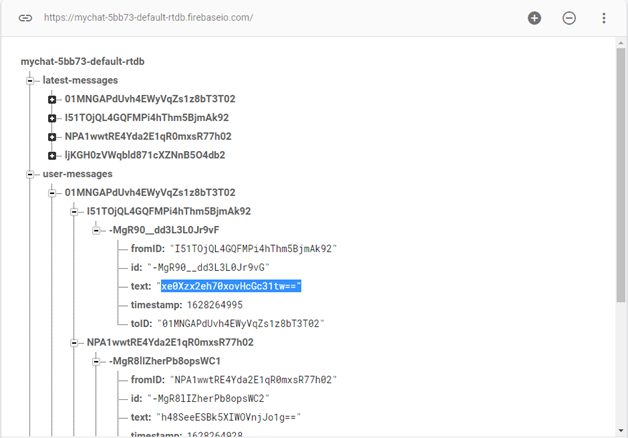 https://mychat-5bb73-default-rtdb.firebaseio.com/
mychat-5bb73-default-rtdb
latest-messages
01MNGAPdUvh4EWyVqZs1z8bT3T02
I51TOjQL4GQFMPi4hThm5BjmAk92
NPA1wwtRE4Yda2E1qR0mxsR77h02
ljKGH0zVWqbld871cXZNnB5O4db2
user-messages
01MNGAPdUvh4EWyVqZs1z8bT3T02
I51TOjQL4GQFMPi4hThm5BjmAk92
-MgR90__dd3L3L0Jr9vF
fromID: "I51TOjQL4GQFMPi4hThm5BjmAk92"
id: "-MgR90__dd3L3L0Jr9vG"
text: "xe0Xzx2eh70xovHcGc31tw=="
timestamp: 1628264995
toID: "01MNGAPdUvh4EWyVqZs1z8bT3T02"
NPA1wwtRE4Yda2E1qR0mxsR77h02
-MgR8lIZherPb8opsWC1
fromID: "NPA1wwtRE4Yda2E1qR0mxsR77h02"
id: "-MgR8lIZherPb8opsWC2"
text: "h48SeeESBk5XIWOVnjJo1g=="
timestamp: 1628264928